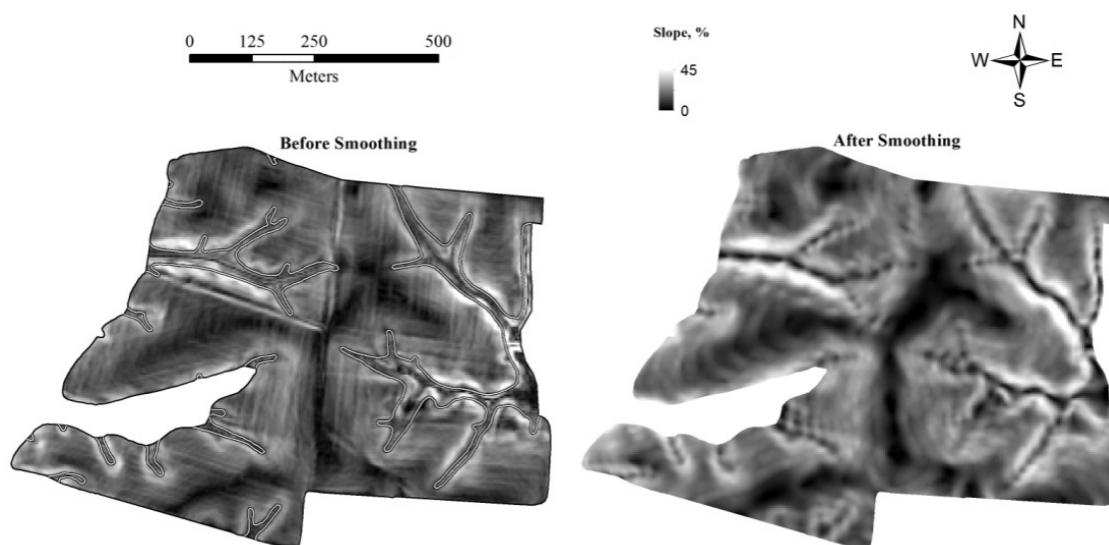 0 125 250 500
Meters
Slope, %
45
0
N
W E
S
Before Smoothing
After Smoothing